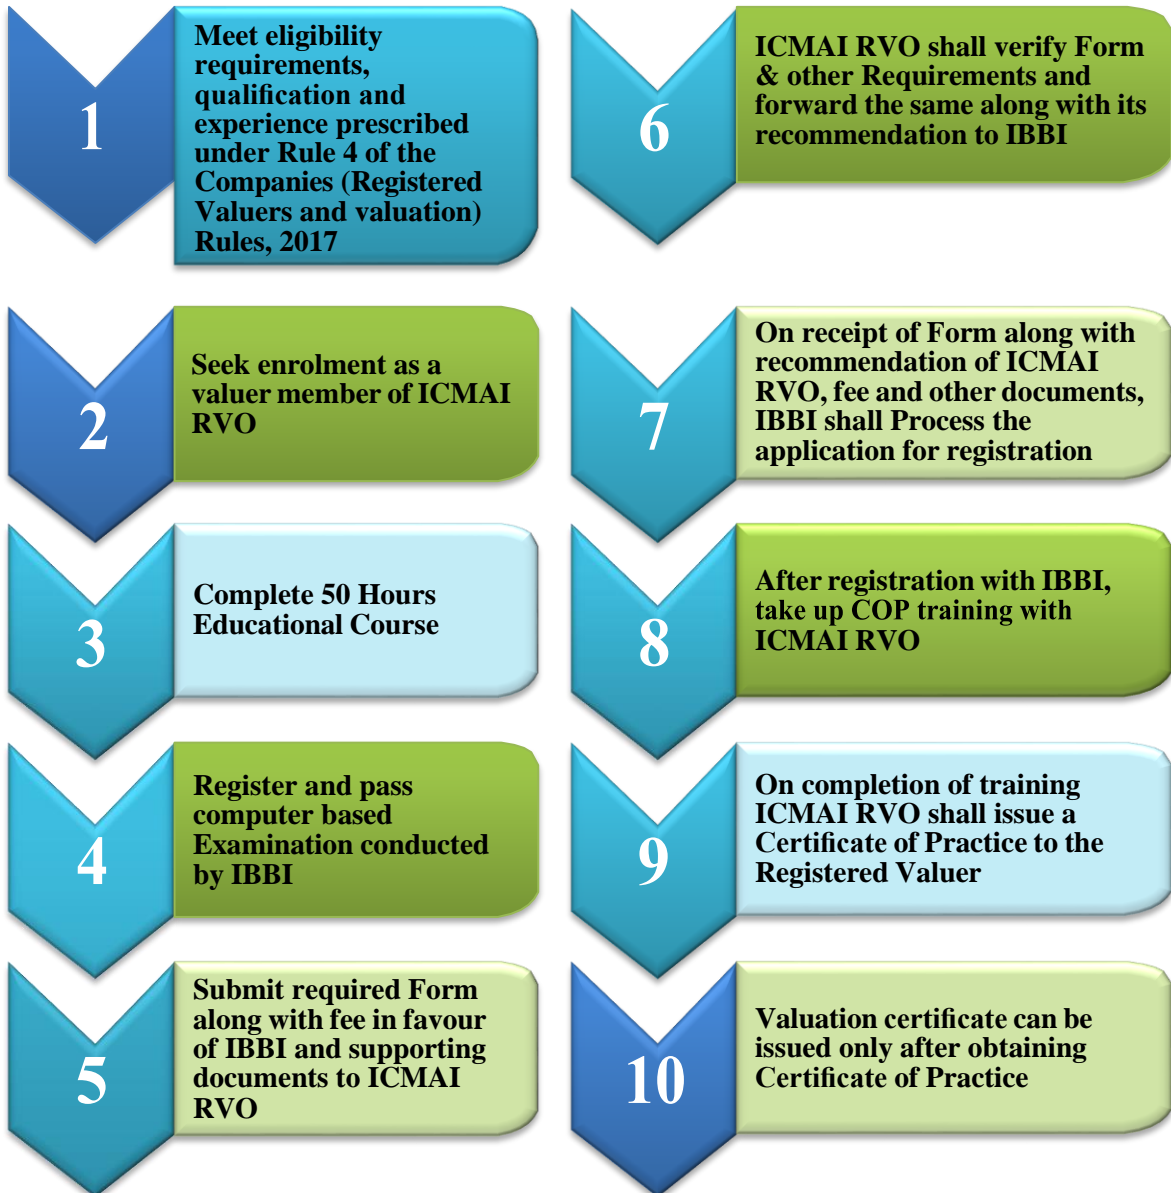 1
Meet eligibility
requirements,
qualification and
experience prescribed
under Rule 4 of the
Companies (Registered
Valuers and valuation)
Rules, 2017
2
Seek enrolment as a
valuer member of ICMAI
RVO
3
Complete 50 Hours
Educational Course
4
Register and pass
computer based
Examination conducted
by IBBI
5
Submit required Form
along with fee in favour
of IBBI and supporting
documents to ICMAI
RVO
6
ICMAI RVO shall verify Form
& other Requirements and
forward the same along with its
recommendation to IBBI
7
On receipt of Form along with
recommendation of ICMAI
RVO, fee and other documents,
IBBI shall Process the
application for registration
8
After registration with IBBI,
take up COP training with
ICMAI RVO
9
On completion of training
ICMAI RVO shall issue a
Certificate of Practice to the
Registered Valuer
10
Valuation certificate can be
issued only after obtaining
Certificate of Practice